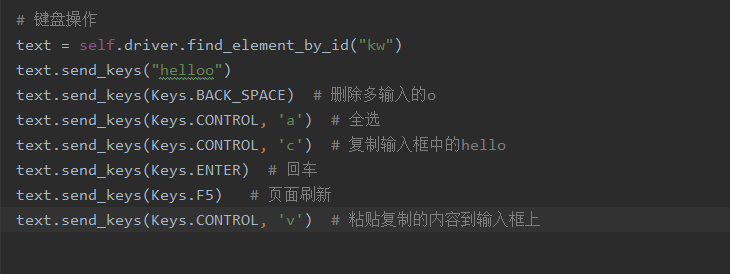 # 键盘操作
text = self.driver.find_element_by_id("kw")
text.send_keys("helloo")
text.send_keys(Keys.BACK_SPACE)  # 删除多输入的o
text.send_keys(Keys.CONTROL, 'a')  # 全选
text.send_keys(Keys.CONTROL, 'c')  # 复制输入框中的hello
text.send_keys(Keys.ENTER)  # 回车
text.send_keys(Keys.F5)   # 页面刷新
text.send_keys(Keys.CONTROL, 'v')  # 粘贴复制的内容到输入框上